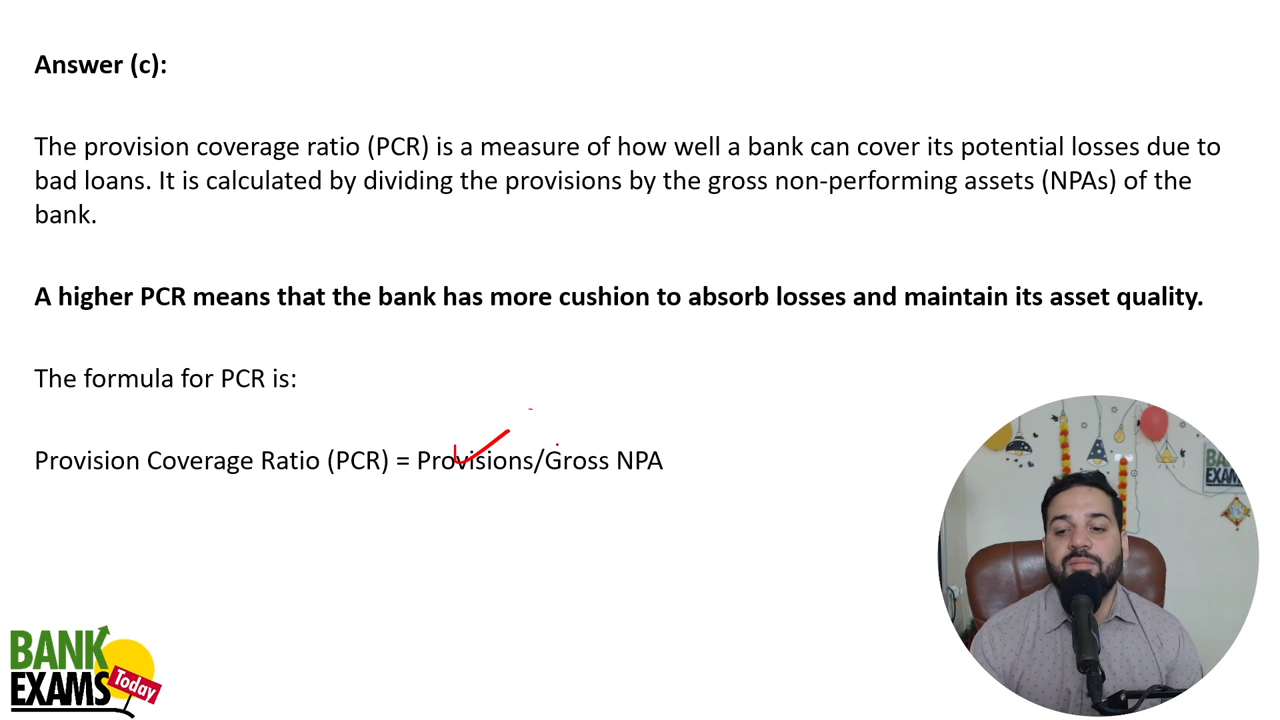 Answer (c):
The provision coverage ratio (PCR) is a measure of how well a bank can cover its potential losses due to
bad loans. It is calculated by dividing the provisions by the gross non-performing assets (NPAs) of the
bank.
A higher PCR means that the bank has more cushion to absorb losses and maintain its asset quality.
The formula for PCR is:
Provision Coverage Ratio (PCR) = Provisions/Gross NPA
BANK
EXAM
BANK
EXAMS
Today